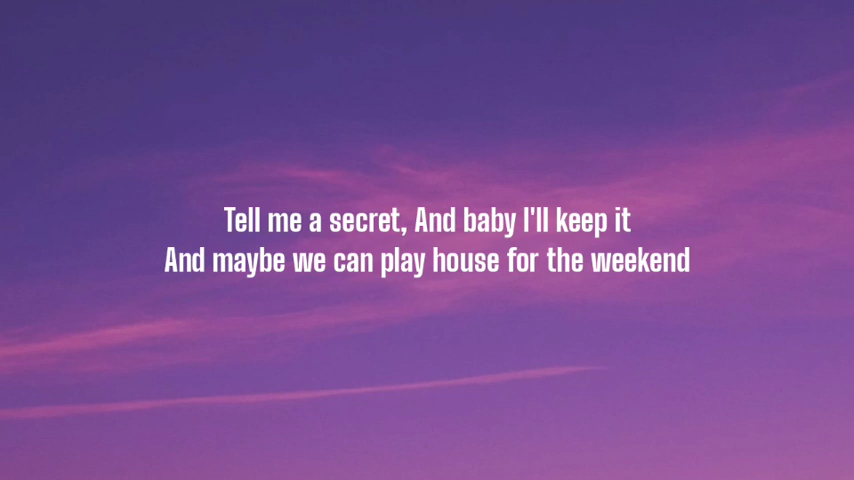 Tell me a secret, And baby I'll keep it
And maybe we can play house for the weekend